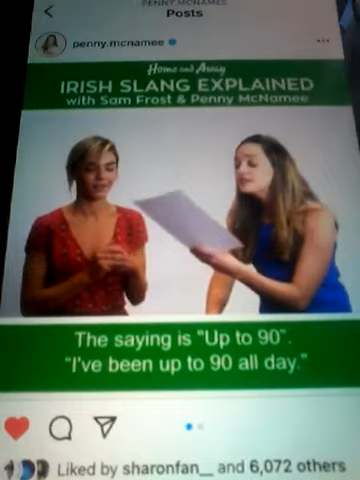 PENNY.MCNAMEE
Posts
penny.mcnamee
Home and Away
IRISH SLANG EXPLAINED
with Sam Frost & Penny McNamee
The saying is "Up to 90".
"I've been up to 90 all day."
Liked by sharonfan__ and 6,072 others